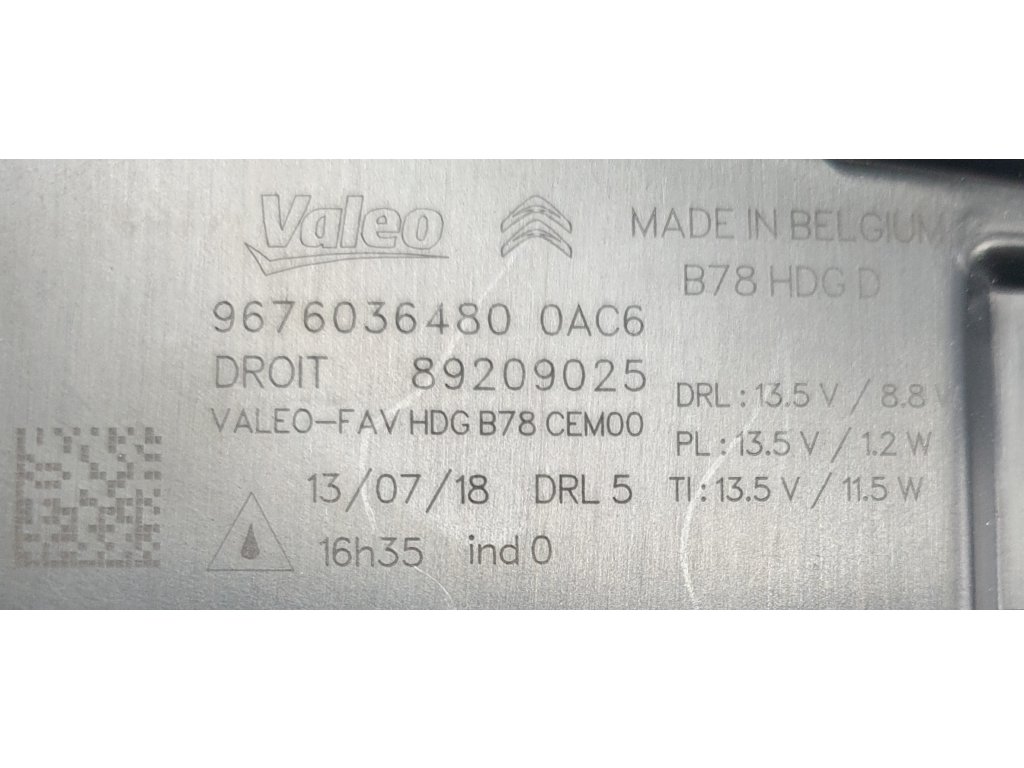 Valeo
MADE IN BELGIUM
B78 HDG D
9676036480 0AC6
DROIT 89209025
VALEO-FAV HDG B78 CEM00
DRL : 13.5 V / 8.8
PL : 13.5 V / 1.2 W
13/07/18 DRL 5
TI : 13.5 V / 11.5 W
16h35 ind 0